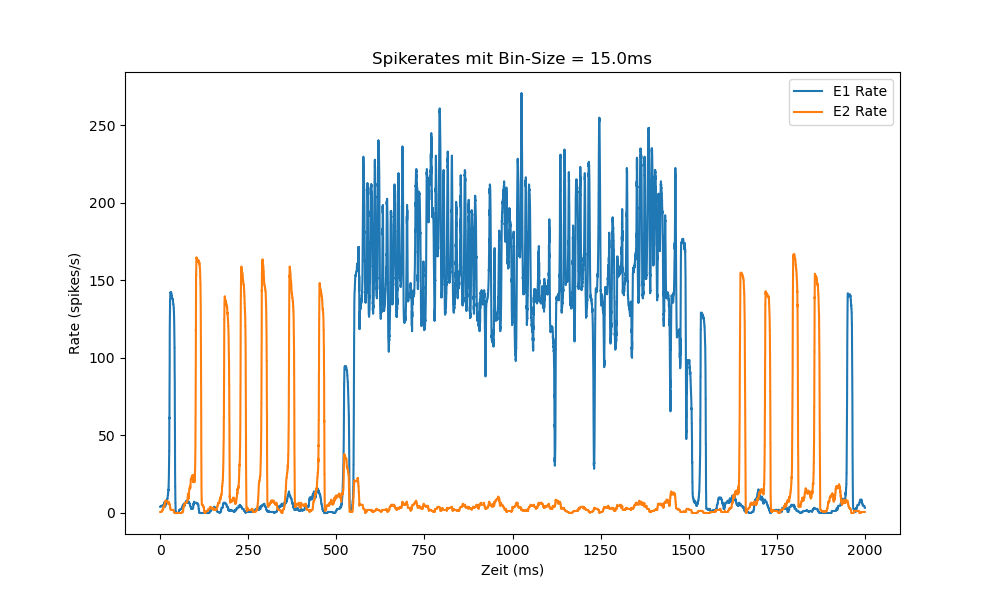 Spikerates mit Bin-Size = 15.0ms
E1 Rate
E2 Rate
250
200
150
100
50
0
Rate (spikes/s)
0 250 500 750 1000 1250 1500 1750 2000
Zeit (ms)